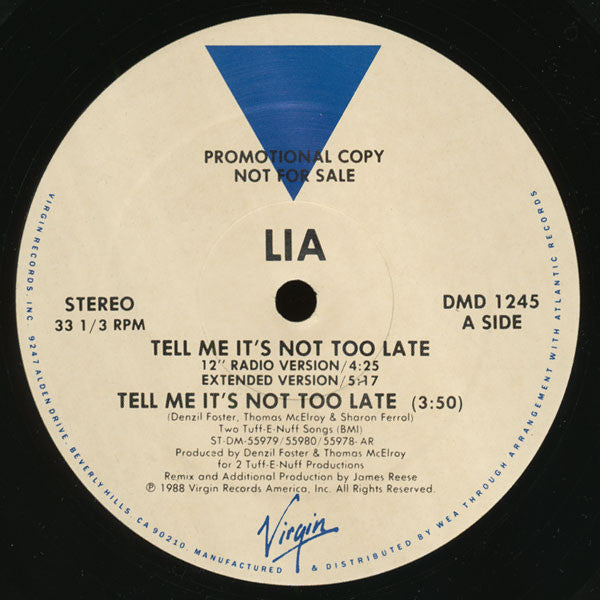 PROMOTIONAL COPY
NOT FOR SALE
LIA
STEREO
33 1/3 RPM
DMD 1245
A SIDE
TELL ME IT'S NOT TOO LATE
12" RADIO VERSION/4:25
EXTENDED VERSION/5:17
TELL ME IT'S NOT TOO LATE (3:50)
(Denzil Foster, Thomas McElroy & Sharon Ferrol)
Two Tuff-E-Nuff Songs (BMI)
ST-DM-55979/55980/55978-AR
Produced by Denzil Foster & Thomas McElroy
for 2 Tuff-E-Nuff Productions
Remix and Additional Production by James Reese
℗ 1988 Virgin Records America, Inc. All Rights Reserved.
Virgin
VIRGIN RECORDS, INC. 9247 ALDEN DRIVE, BEVERLY HILLS, CA 90210. MANUFACTURED & DISTRIBUTED BY WEA THROUGH ARRANGEMENT WITH ATLANTIC RECORDS